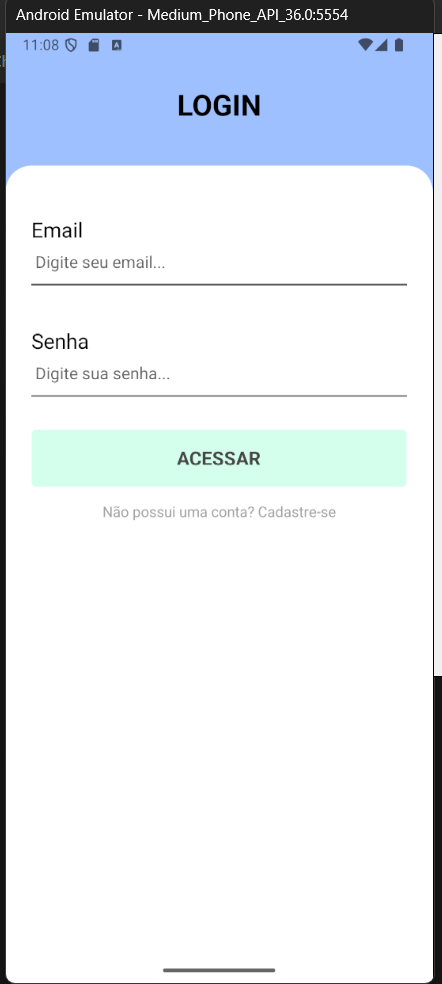 Android Emulator - Medium_Phone_API_36.0:5554
11:08
LOGIN
Email
Digite seu email...
Senha
Digite sua senha...
ACESSAR
Não possui uma conta? Cadastre-se